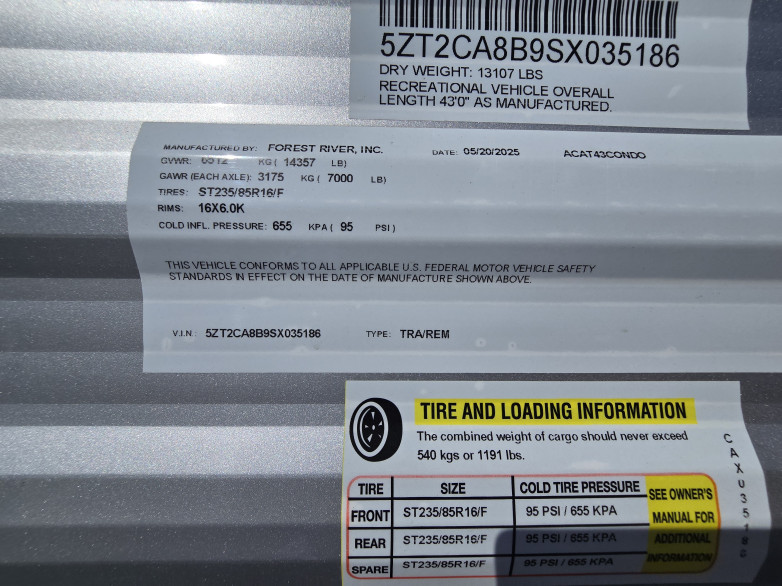 5ZT2CA8B9SX035186
DRY WEIGHT: 13107 LBS
RECREATIONAL VEHICLE OVERALL
LENGTH 43'0" AS MANUFACTURED.
MANUFACTURED BY: FOREST RIVER, INC. DATE: 05/20/2025 ACAT43CONDO
GVWR: 6512 KG ( 14357 LB)
GAWR (EACH AXLE): 3175 KG ( 7000 LB)
TIRES: ST235/85R16/F
RIMS: 16X6.0K
COLD INFL. PRESSURE: 655 KPA ( 95 PSI )
THIS VEHICLE CONFORMS TO ALL APPLICABLE U.S. FEDERAL MOTOR VEHICLE SAFETY
STANDARDS IN EFFECT ON THE DATE OF MANUFACTURE SHOWN ABOVE.
V.I.N.: 5ZT2CA8B9SX035186 TYPE: TRA/REM
TIRE AND LOADING INFORMATION
The combined weight of cargo should never exceed
540 kgs or 1191 lbs.
TIRE SIZE COLD TIRE PRESSURE SEE OWNER'S
FRONT ST235/85R16/F 95 PSI / 655 KPA MANUAL FOR
REAR ST235/85R16/F 95 PSI / 655 KPA ADDITIONAL
SPARE ST235/85R16/F 95 PSI / 655 KPA INFORMATION
CAXU35186